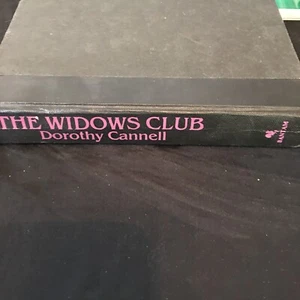 THE WIDOWS CLUB
Dorothy Cannell
BANTAM